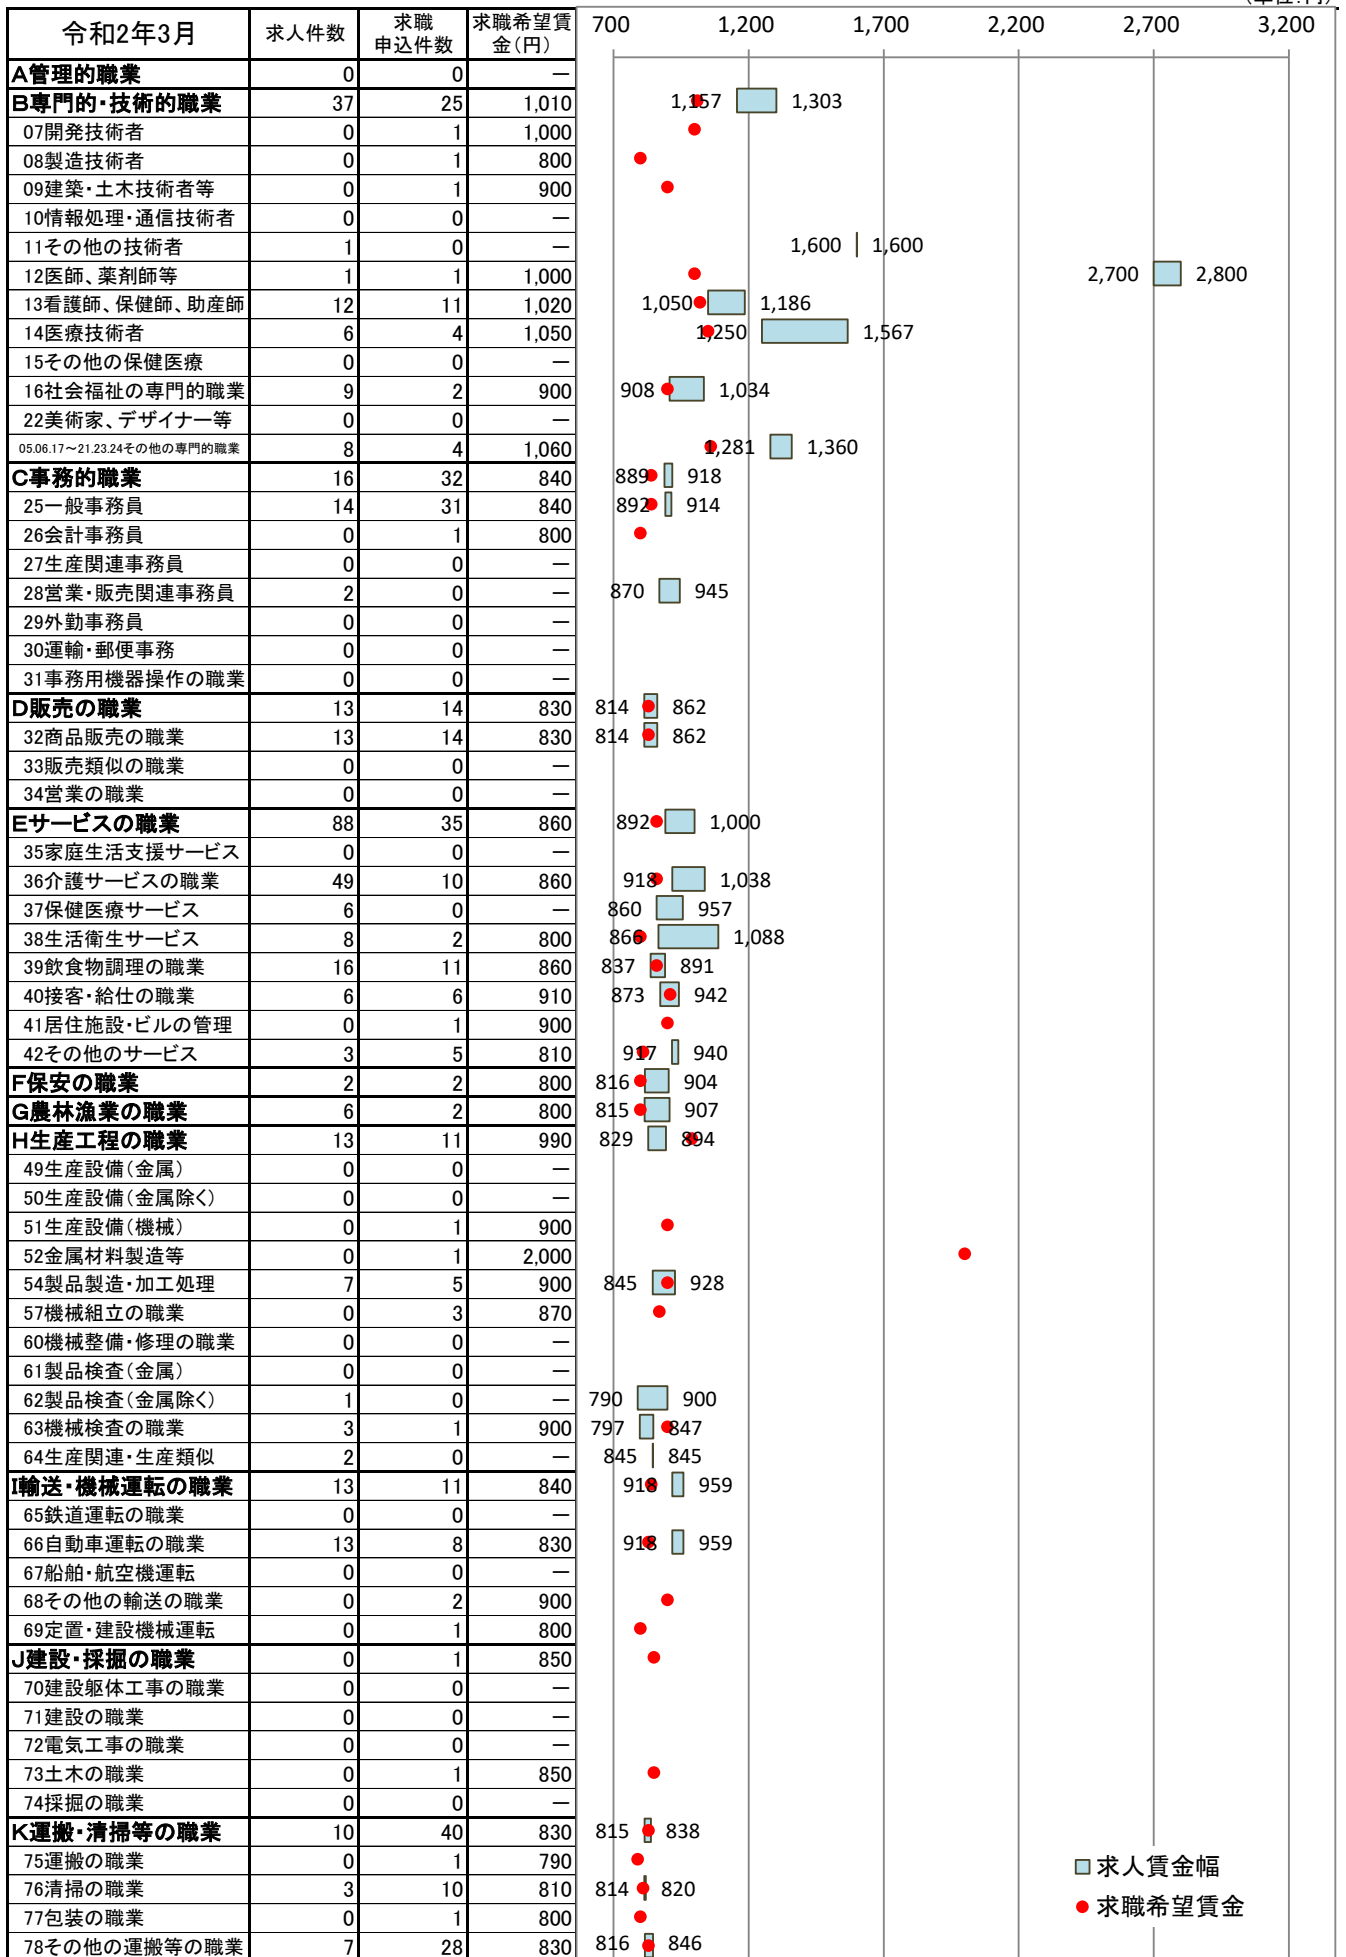 (単位:円)
令和2年3月 求人件数 求職申込件数 求職希望賃金(円) 700 1,200 1,700 2,200 2,700 3,200
A管理的職業 0 0 —
B専門的・技術的職業 37 25 1,010 1,157 1,303
07開発技術者 0 1 1,000
08製造技術者 0 1 800
09建築・土木技術者等 0 1 900
10情報処理・通信技術者 0 0 —
11その他の技術者 1 0 — 1,600 1,600
12医師、薬剤師等 1 1 1,000 2,700 2,800
13看護師、保健師、助産師 12 11 1,020 1,050 1,186
14医療技術者 6 4 1,050 1,250 1,567
15その他の保健医療 0 0 —
16社会福祉の専門的職業 9 2 900 908 1,034
22美術家、デザイナー等 0 0 —
05.06.17～21.23.24その他の専門的職業 8 4 1,060 1,281 1,360
C事務的職業 16 32 840 889 918
25一般事務員 14 31 840 892 914
26会計事務員 0 1 800
27生産関連事務員 0 0 —
28営業・販売関連事務員 2 0 — 870 945
29外勤事務員 0 0 —
30運輸・郵便事務 0 0 —
31事務用機器操作の職業 0 0 —
D販売の職業 13 14 830 814 862
32商品販売の職業 13 14 830 814 862
33販売類似の職業 0 0 —
34営業の職業 0 0 —
Eサービスの職業 88 35 860 892 1,000
35家庭生活支援サービス 0 0 —
36介護サービスの職業 49 10 860 918 1,038
37保健医療サービス 6 0 — 860 957
38生活衛生サービス 8 2 800 866 1,088
39飲食物調理の職業 16 11 860 837 891
40接客・給仕の職業 6 6 910 873 942
41居住施設・ビルの管理 0 1 900
42その他のサービス 3 5 810 917 940
F保安の職業 2 2 800 816 904
G農林漁業の職業 6 2 800 815 907
H生産工程の職業 13 11 990 829 894
49生産設備(金属) 0 0 —
50生産設備(金属除く) 0 0 —
51生産設備(機械) 0 1 900
52金属材料製造等 0 1 2,000
54製品製造・加工処理 7 5 900 845 928
57機械組立の職業 0 3 870
60機械整備・修理の職業 0 0 —
61製品検査(金属) 0 0 —
62製品検査(金属除く) 1 0 — 790 900
63機械検査の職業 3 1 900 797 847
64生産関連・生産類似 2 0 — 845 845
I輸送・機械運転の職業 13 11 840 918 959
65鉄道運転の職業 0 0 —
66自動車運転の職業 13 8 830 918 959
67船舶・航空機運転 0 0 —
68その他の輸送の職業 0 2 900
69定置・建設機械運転 0 1 800
J建設・採掘の職業 0 1 850
70建設躯体工事の職業 0 0 —
71建設の職業 0 0 —
72電気工事の職業 0 0 —
73土木の職業 0 1 850
74採掘の職業 0 0 —
K運搬・清掃等の職業 10 40 830 815 838
75運搬の職業 0 1 790
76清掃の職業 3 10 810 814 820
77包装の職業 0 1 800
78その他の運搬等の職業 7 28 830 816 846
求人賃金幅
求職希望賃金